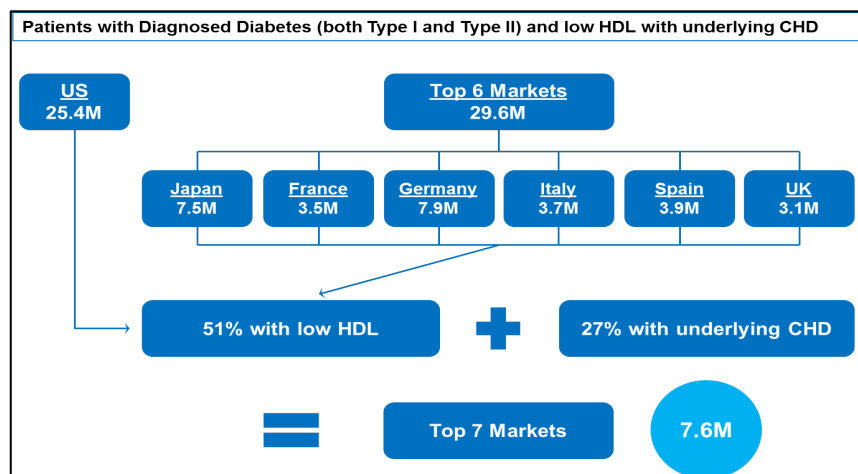 Patients with Diagnosed Diabetes (both Type I and Type II) and low HDL with underlying CHD
US
25.4M
Top 6 Markets
29.6M
Japan
7.5M
France
3.5M
Germany
7.9M
Italy
3.7M
Spain
3.9M
UK
3.1M
51% with low HDL
27% with underlying CHD
Top 7 Markets
7.6M